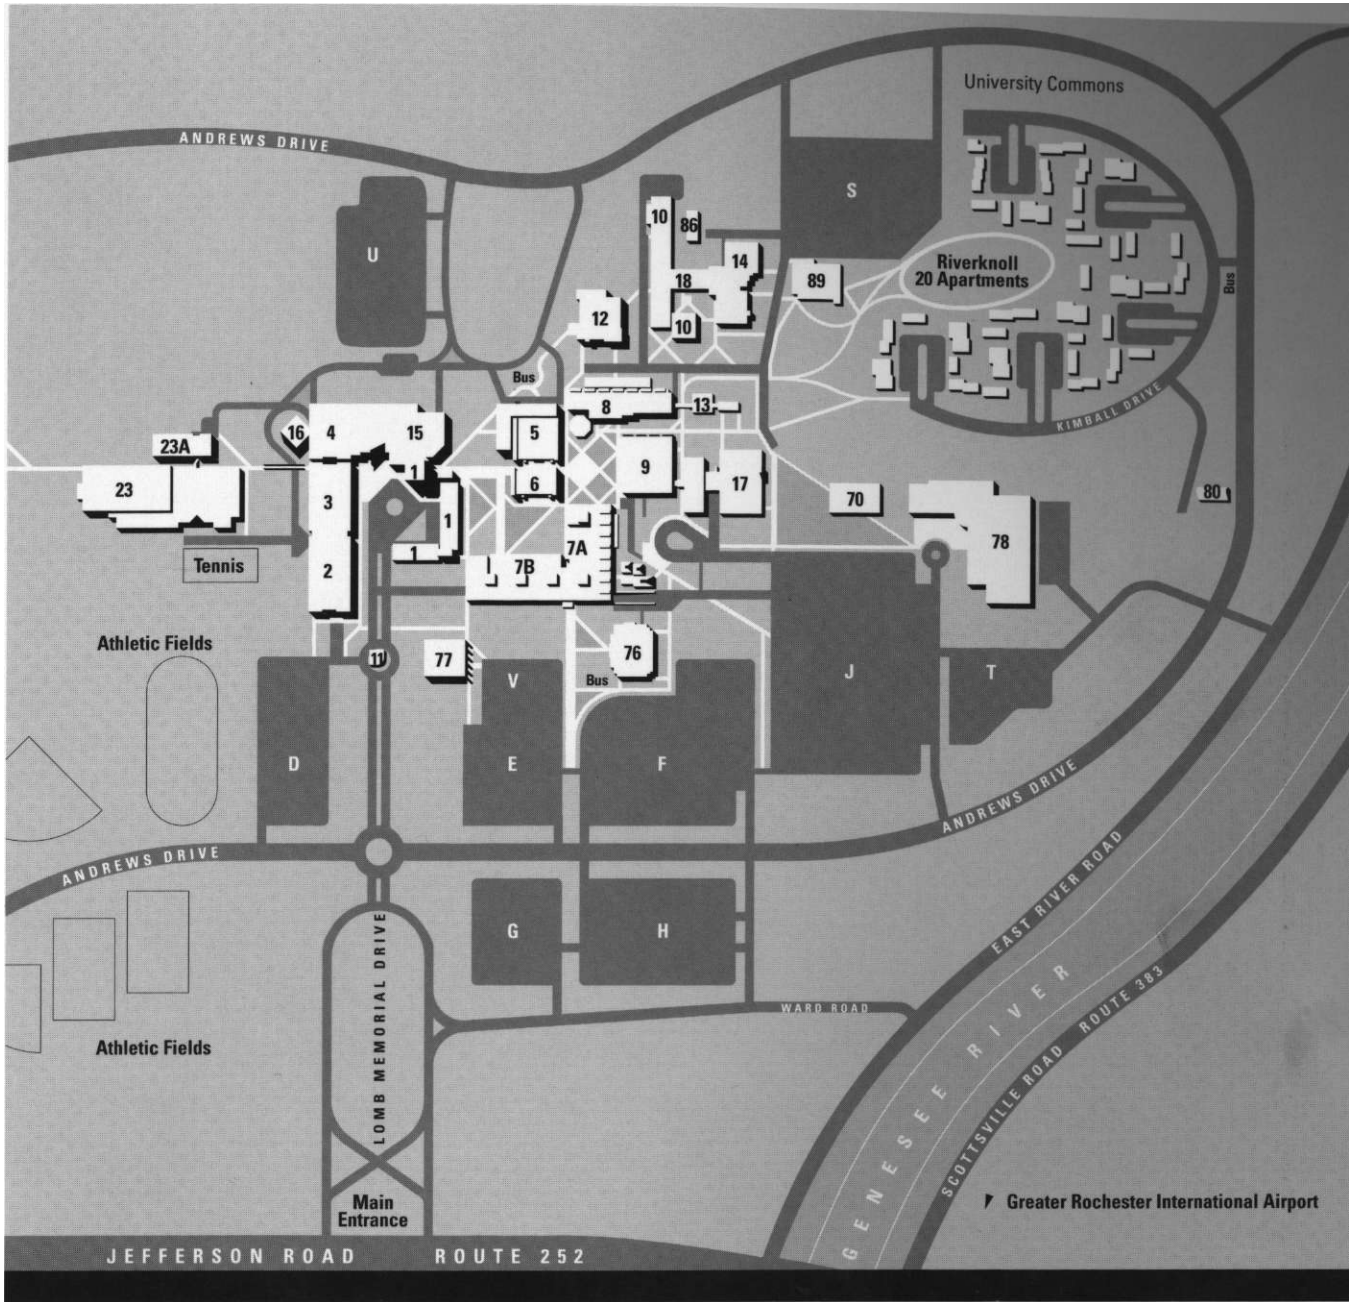 University Commons
ANDREWS DRIVE
S
10
86
U
14
Riverknoll
20 Apartments
18
89
Bus
12
10
Bus
8
13
KIMBALL DRIVE
16
4
15
5
23A
9
1
6
17
23
3
70
80
1
7A
78
1
7B
2
Tennis
Athletic Fields
11
77
76
V
Bus
J
T
D
E
F
ANDREWS DRIVE
ANDREWS DRIVE
EAST RIVER ROAD
G
H
LOMB MEMORIAL DRIVE
GENESEE RIVER
SCOTTSVILLE ROAD ROUTE 383
WARD ROAD
Athletic Fields
Main
Entrance
Greater Rochester International Airport
JEFFERSON ROAD ROUTE 252